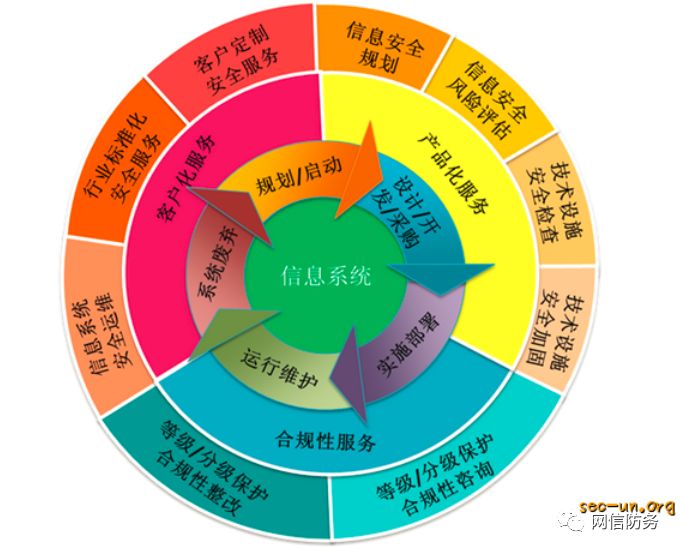 信息安全
规划
信息安全
风险评估
技术设施
安全检查
技术设施
安全加固
等级/分级保护
合规性咨询
等级/分级保护
合规性整改
信息系统
安全运维
行业标准化
安全服务
客户定制
安全服务
产品化服务
合规性服务
客户化服务
规划/启动
设计/开
发/采购
实施部署
运行维护
系统废弃
信息系统
sec-un.org
网信防务